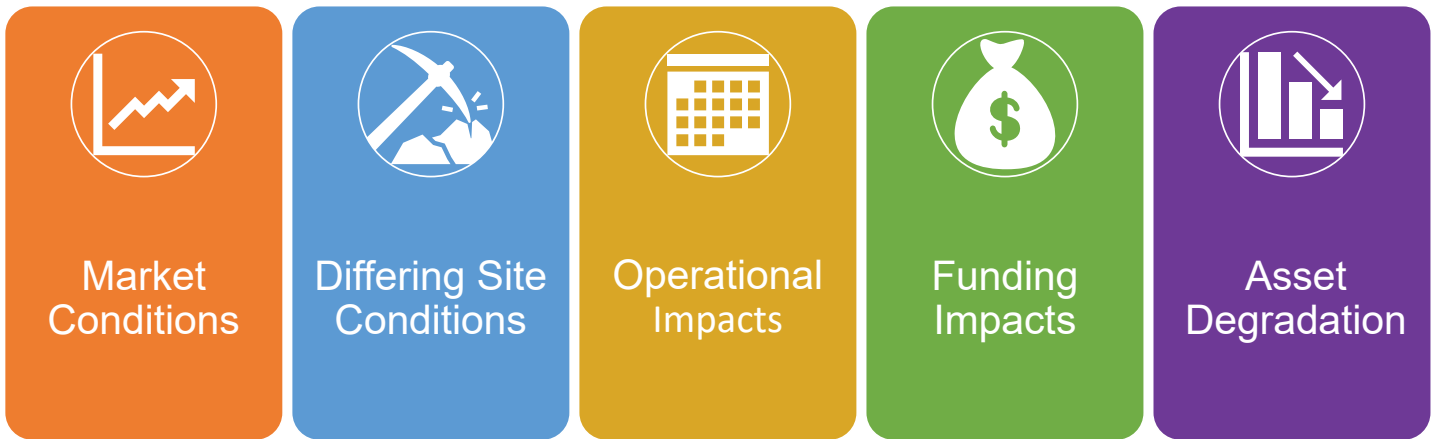 Market
Conditions
Differing Site
Conditions
Operational
Impacts
$
Funding
Impacts
Asset
Degradation